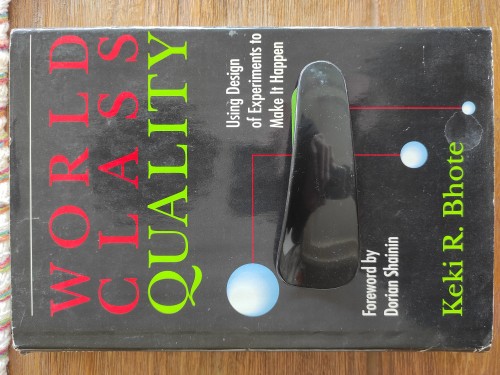 WORLD
CLASS
QUALITY
Using Design
of Experiments to
Make It Happen
Foreword by
Dorian Shainin
Keki R. Bhote